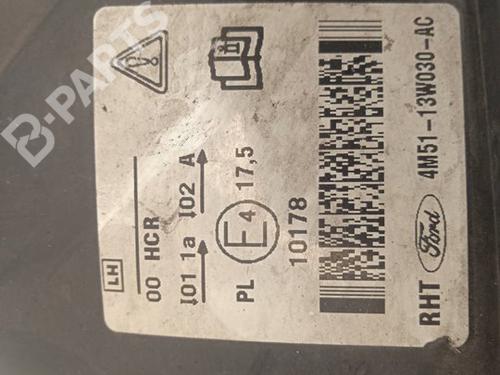 B-PARTS
LH
00 HCR
I01 1a I02 A
PL E4 17,5
10178
RHT Ford 4M51-13W030-AC